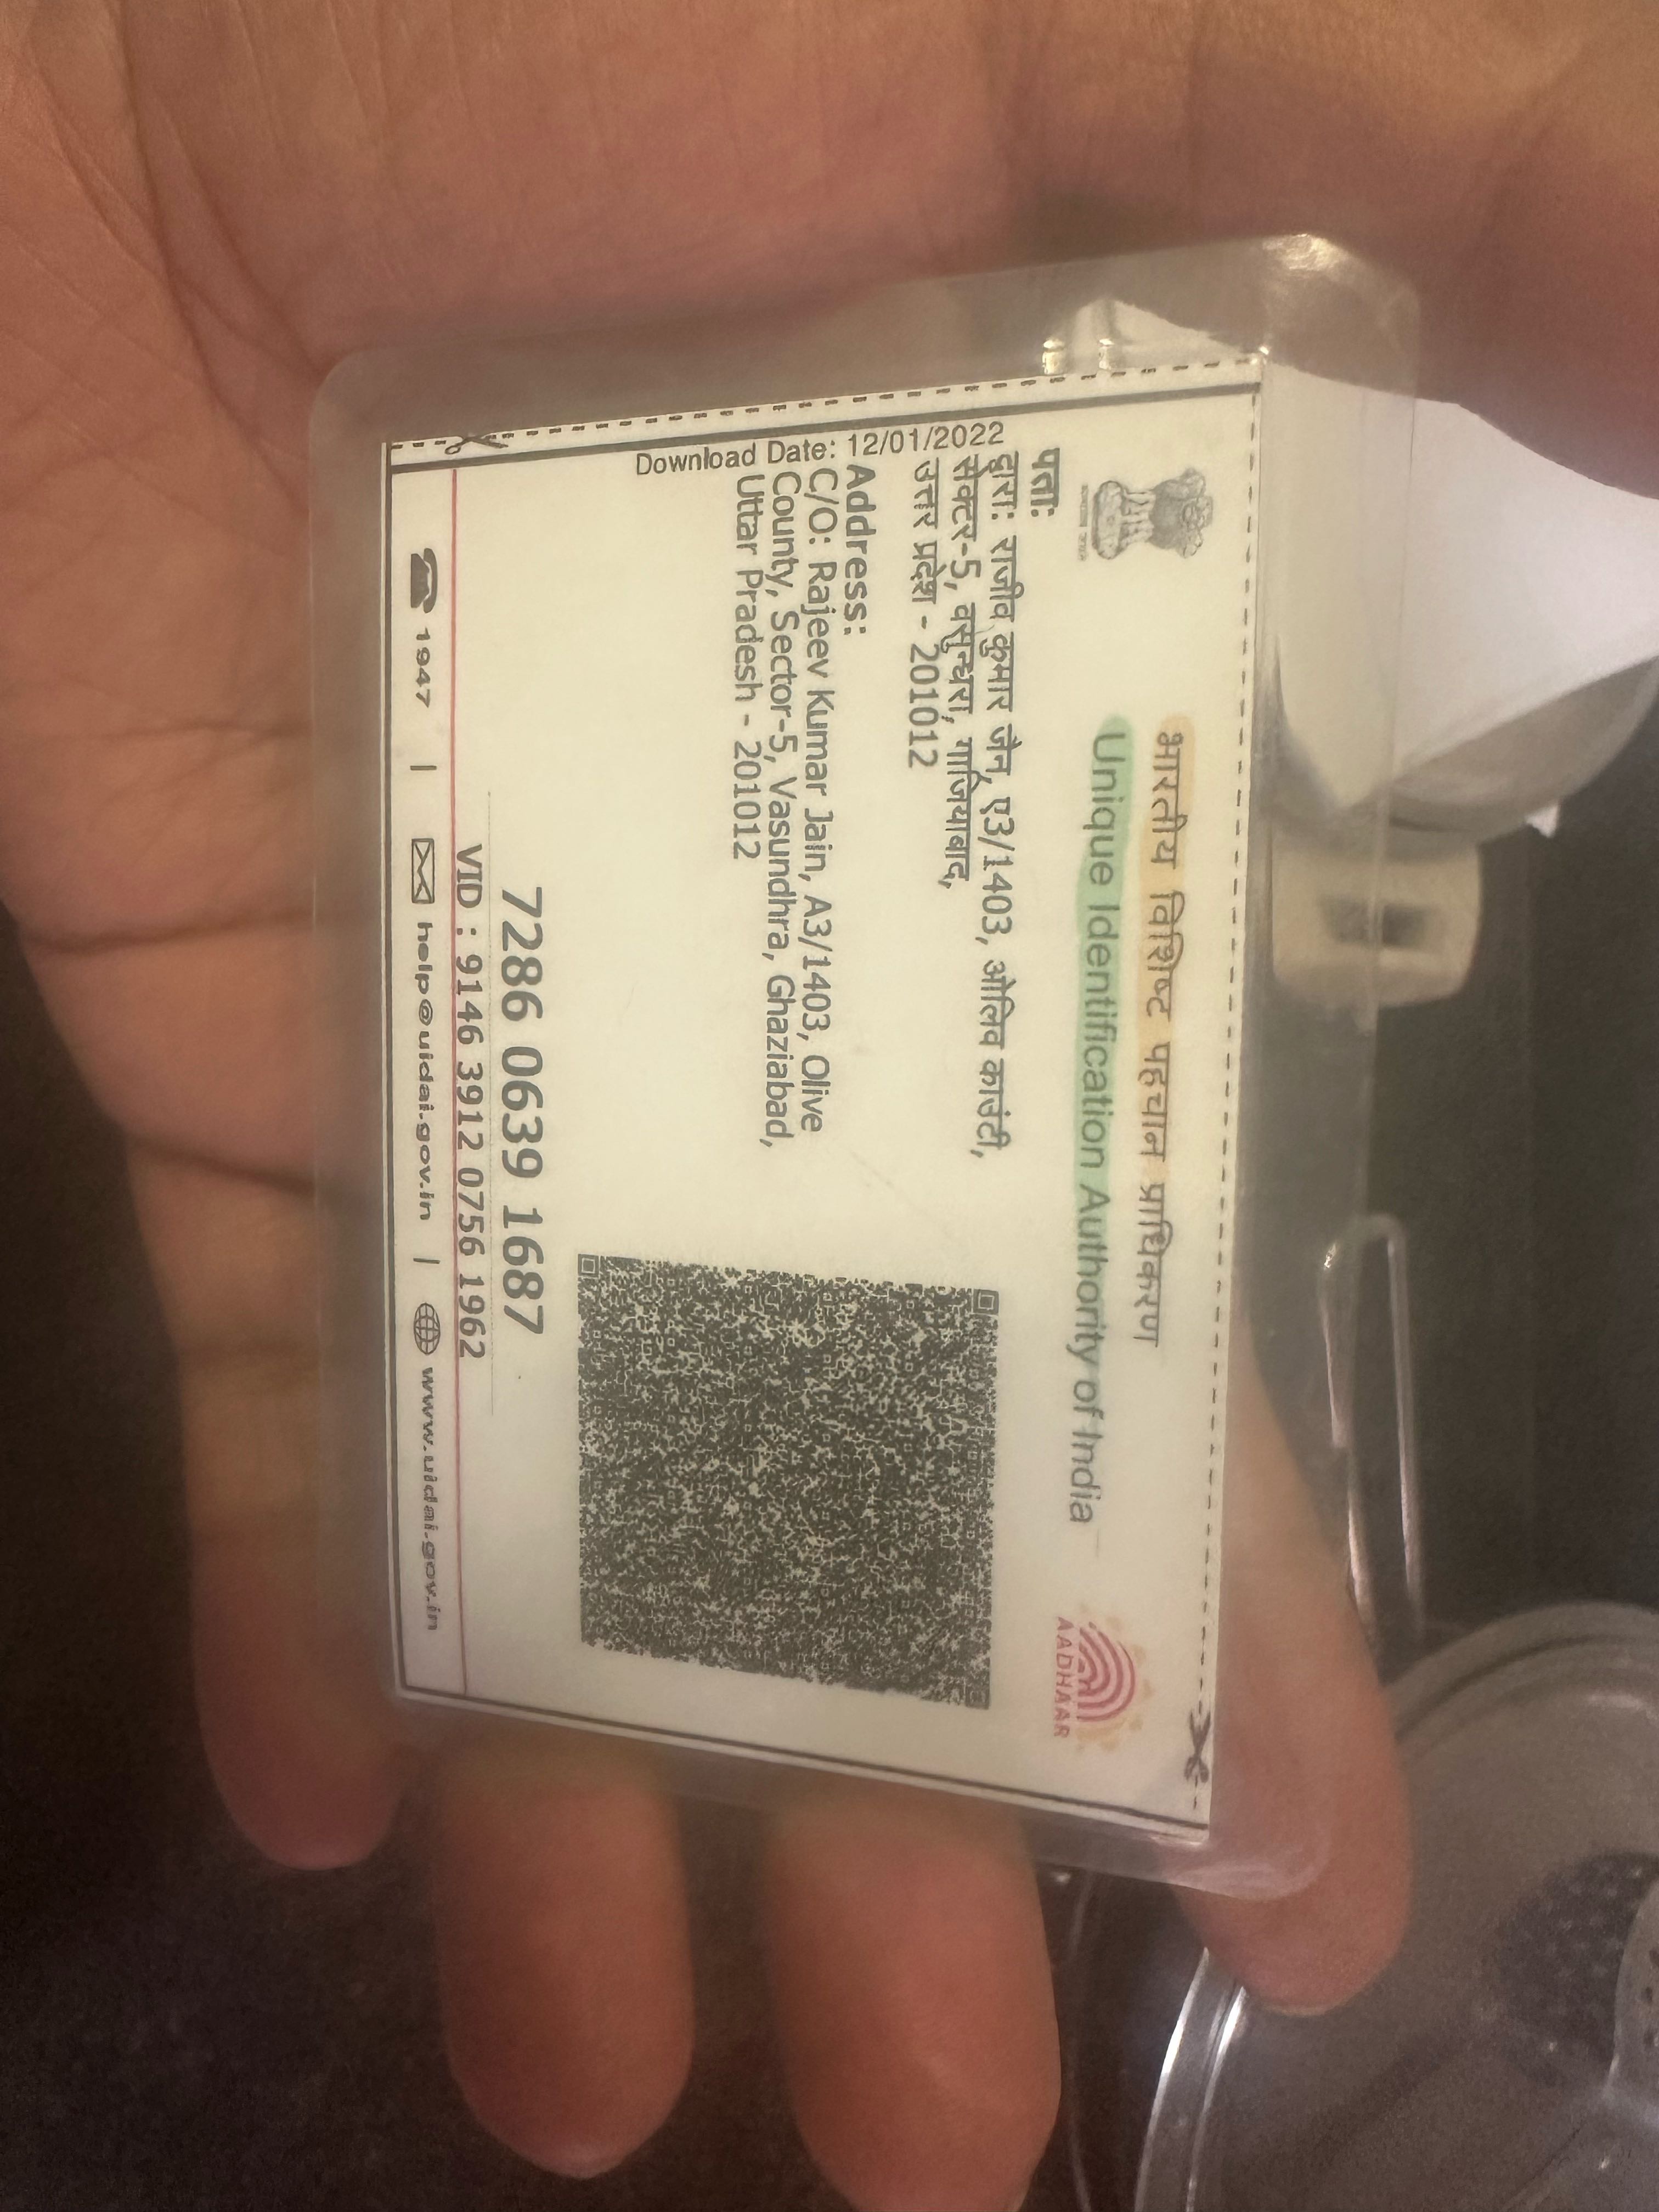 भारतीय विशिष्ट पहचान प्राधिकरण
Unique Identification Authority of India
AADHAAR
Download Date: 12/01/2022
पता:
द्वारा: राजीव कुमार जैन, ए3/1403, ओलिव काउंटी,
सेक्टर-5, वसुन्धरा, गाजियाबाद,
उत्तर प्रदेश - 201012
Address:
C/O: Rajeev Kumar Jain, A3/1403, Olive
County, Sector-5, Vasundhra, Ghaziabad,
Uttar Pradesh - 201012
7286 0639 1687
VID : 9146 3912 0756 1962
1947 | help@uidai.gov.in | www.uidai.gov.in